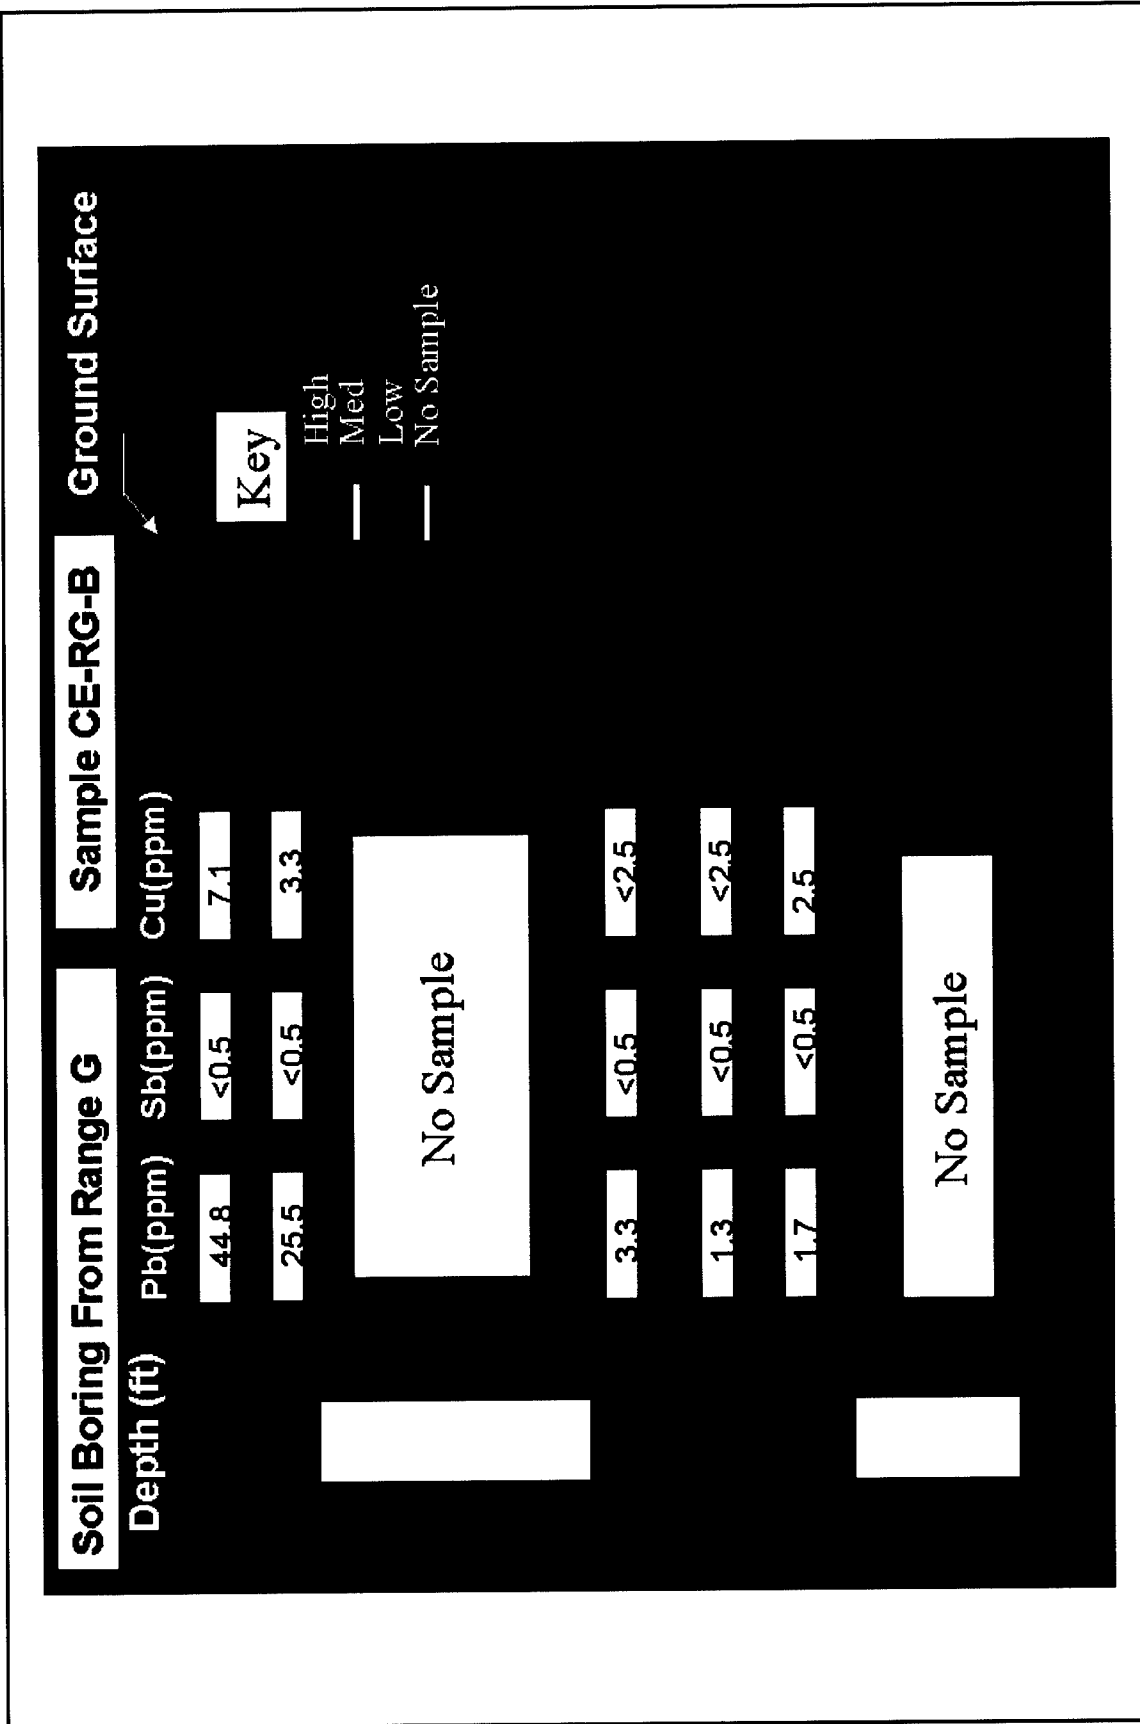 Soil Boring From Range G
Sample CE-RG-B
Ground Surface
Depth (ft)
Pb(ppm) Sb(ppm) Cu(ppm)
44.8 <0.5 7.1
25.5 <0.5 3.3
No Sample
3.3 <0.5 <2.5
1.3 <0.5 <2.5
1.7 <0.5 2.5
No Sample
Key
High
Med
Low
No Sample